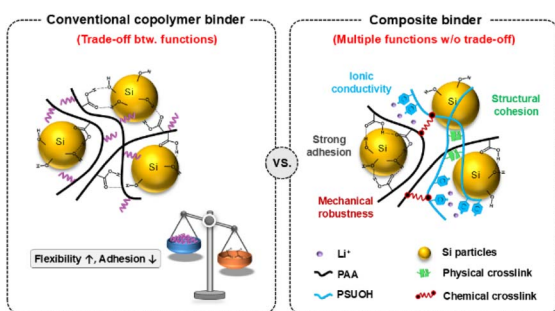 Conventional copolymer binder
(Trade-off btw. functions)
Si
Si
Si
Flexibility ↑, Adhesion ↓
VS.
Composite binder
(Multiple functions w/o trade-off)
Ionic
conductivity
Structural
cohesion
Strong
adhesion
Mechanical
robustness
Si
Si
Si
Li⁺
PAA
PSUOH
Si particles
Physical crosslink
Chemical crosslink